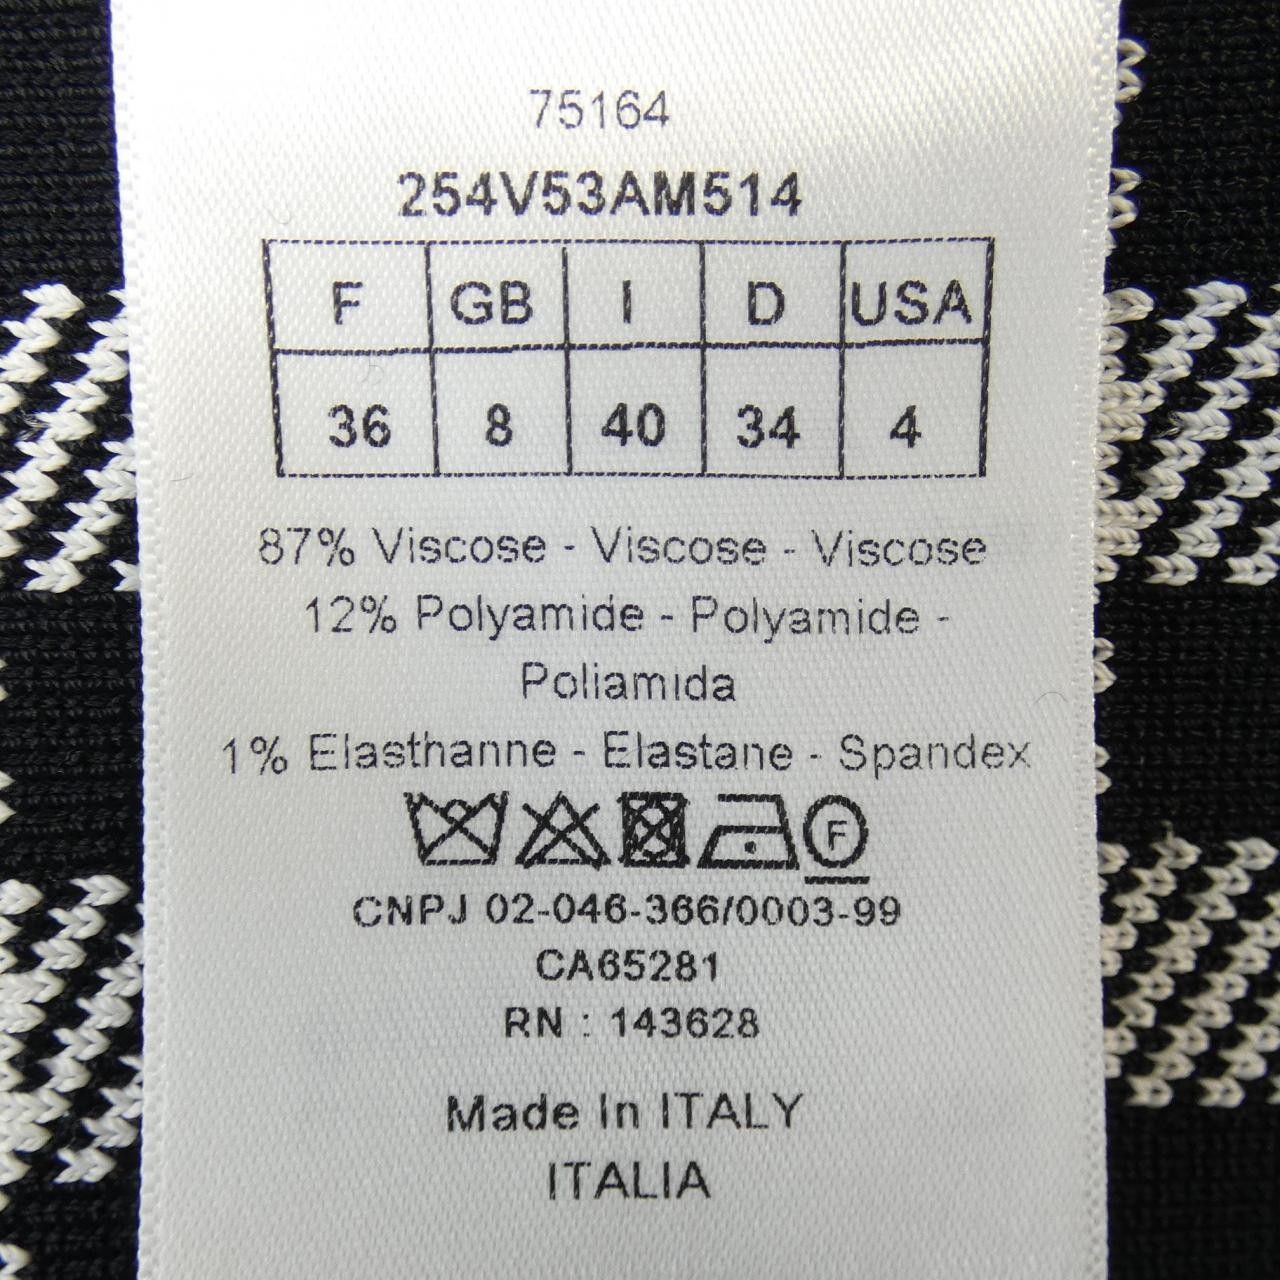 75164
254V53AM514
F GB I D USA
36 8 40 34 4
87% Viscose - Viscose - Viscose
12% Polyamide - Polyamide -
Poliamida
1% Elasthanne - Elastane - Spandex
F
CNPJ 02-046-366/0003-99
CA65281
RN : 143628
Made In ITALY
ITALIA